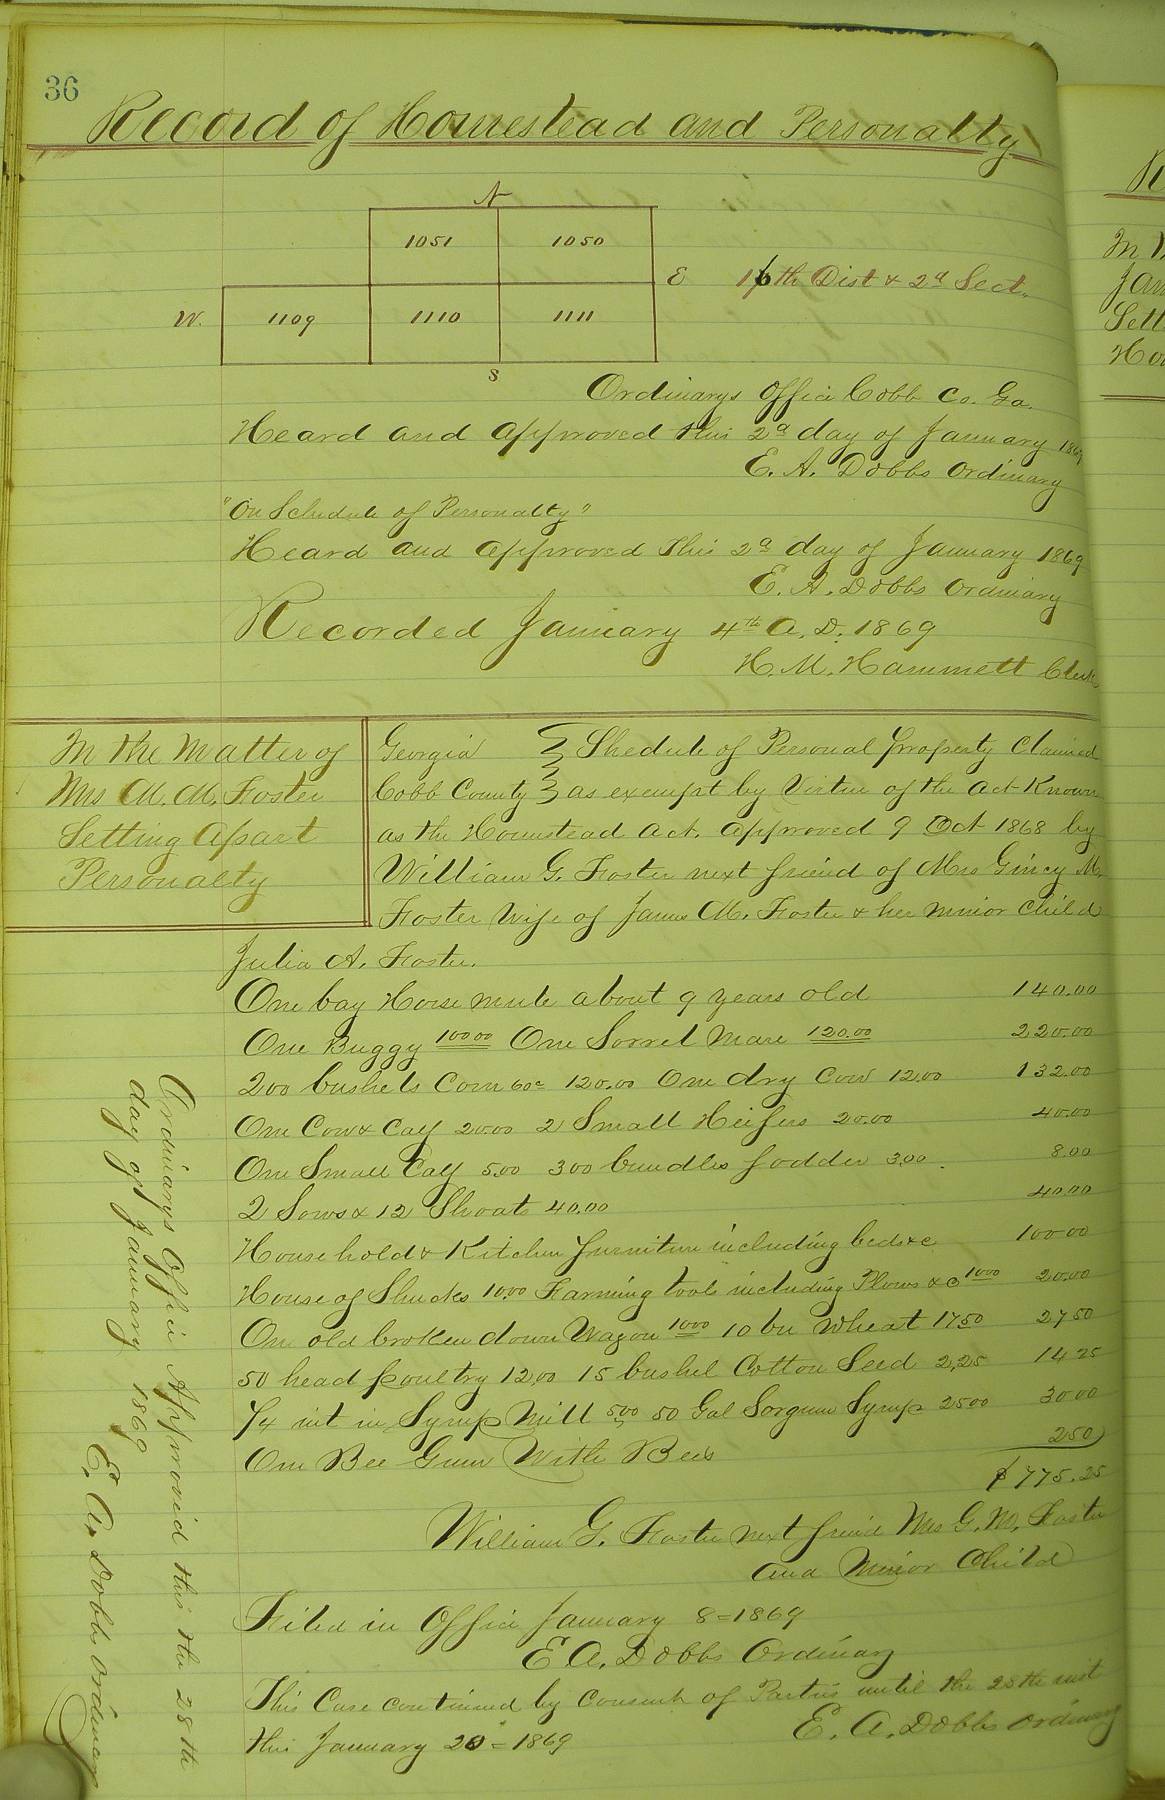 36
Record of Homestead and Personalty
N
1051 1050
E 16th Dist & 2d Sect.
W. 1109 1110 1111
S
Ordinarys Office Cobb Co. Ga.
Heard and approved this 2d day of January 1869
E. A. Dobbs Ordinary
"On Schedule of Personalty"
Heard and approved this 2d day of January 1869
E. A. Dobbs Ordinary
Recorded January 4th A. D. 1869
H. M. Hammett Clerk
In the matter of
Mrs M. M. Foster
Setting Apart
Personalty
Georgia } Shedule of Personal property Claimed
Cobb County } as exempt by Virtue of the act Known
as the Homestead act. approved 9 Oct 1868 by
William G. Foster next friend of Mrs Gincy M.
Foster Wife of James M. Foster & her minor child
Julia A. Foster.
One bay Horse mule about 9 years old 140.00
One Buggy 100.00 One Sorrel Mare 120.00 220.00
200 bushels Corn 60c 120.00 One dry Cow 12.00 132.00
One Cow & Calf 20.00 2 Small Heifers 20.00 40.00
One Small Calf 5.00 300 bundles fodder 3.00. 8.00
2 Sows & 12 Shoats 40.00 40.00
Household & Kitchen furniture including beds &c 100.00
House of Shucks 10.00 Farming tools including Plows &c 10.00 20.00
One old broken down Wagon 10.00 10 bu Wheat 17.50 27.50
50 head poultry 12.00 15 bushel Cotton Seed 2.25 14.25
1/4 int in Syrup Mill 5.00 50 Gal Sorgum Syrup 25.00 30.00
One Bee Gum With Bees 2.50
$775.25
William G. Foster next friend Mrs G. M. Foster
and Minor Child
Filed in Office January 8=1869
E. A. Dobbs Ordinary
This Case continued by consent of Parties until the 28th inst
this January 20=1869 E. A. Dobbs Ordinary
Ordinarys Office Approved this the 28th
day of January 1869
E. A. Dobbs Ordinary